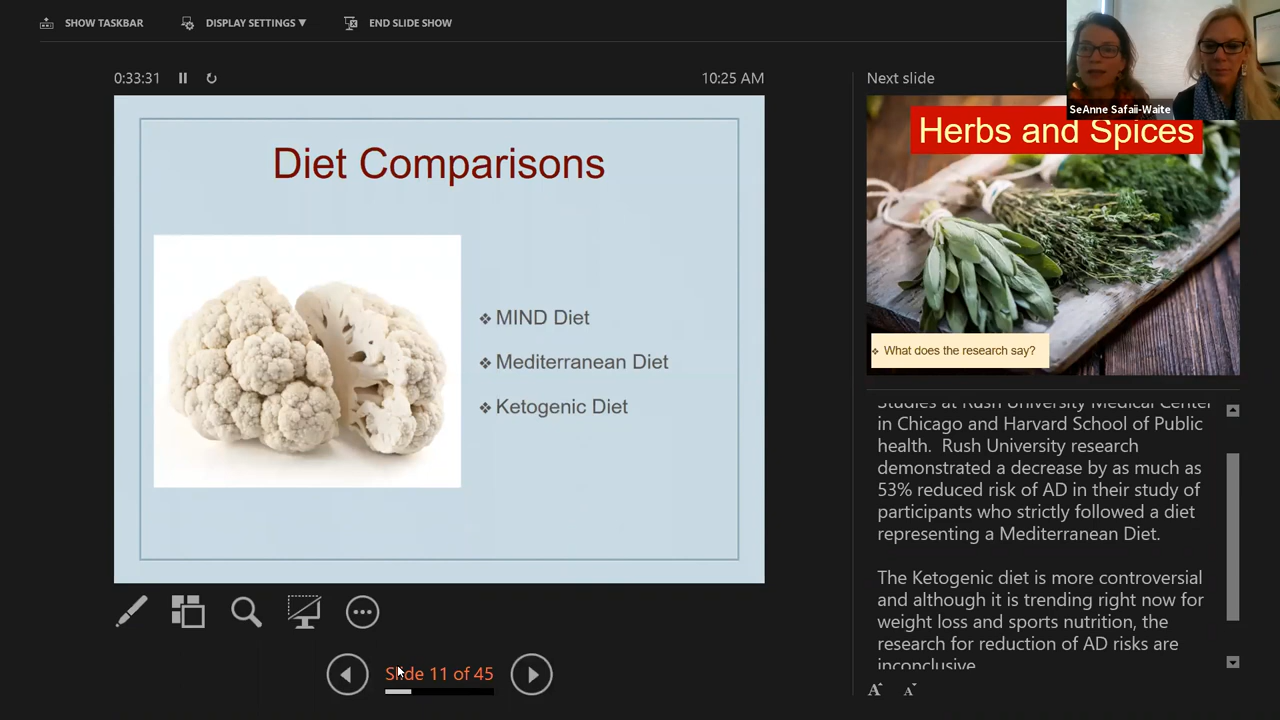 SHOW TASKBAR
DISPLAY SETTINGS ▼
END SLIDE SHOW
0:33:31
10:25 AM
Diet Comparisons
❖ MIND Diet
❖ Mediterranean Diet
❖ Ketogenic Diet
Slide 11 of 45
Next slide
SeAnne Safaii-Waite
Herbs and Spices
❖ What does the research say?
Studies at Rush University Medical Center
in Chicago and Harvard School of Public
health. Rush University research
demonstrated a decrease by as much as
53% reduced risk of AD in their study of
participants who strictly followed a diet
representing a Mediterranean Diet.
The Ketogenic diet is more controversial
and although it is trending right now for
weight loss and sports nutrition, the
research for reduction of AD risks are
inconclusive
A A